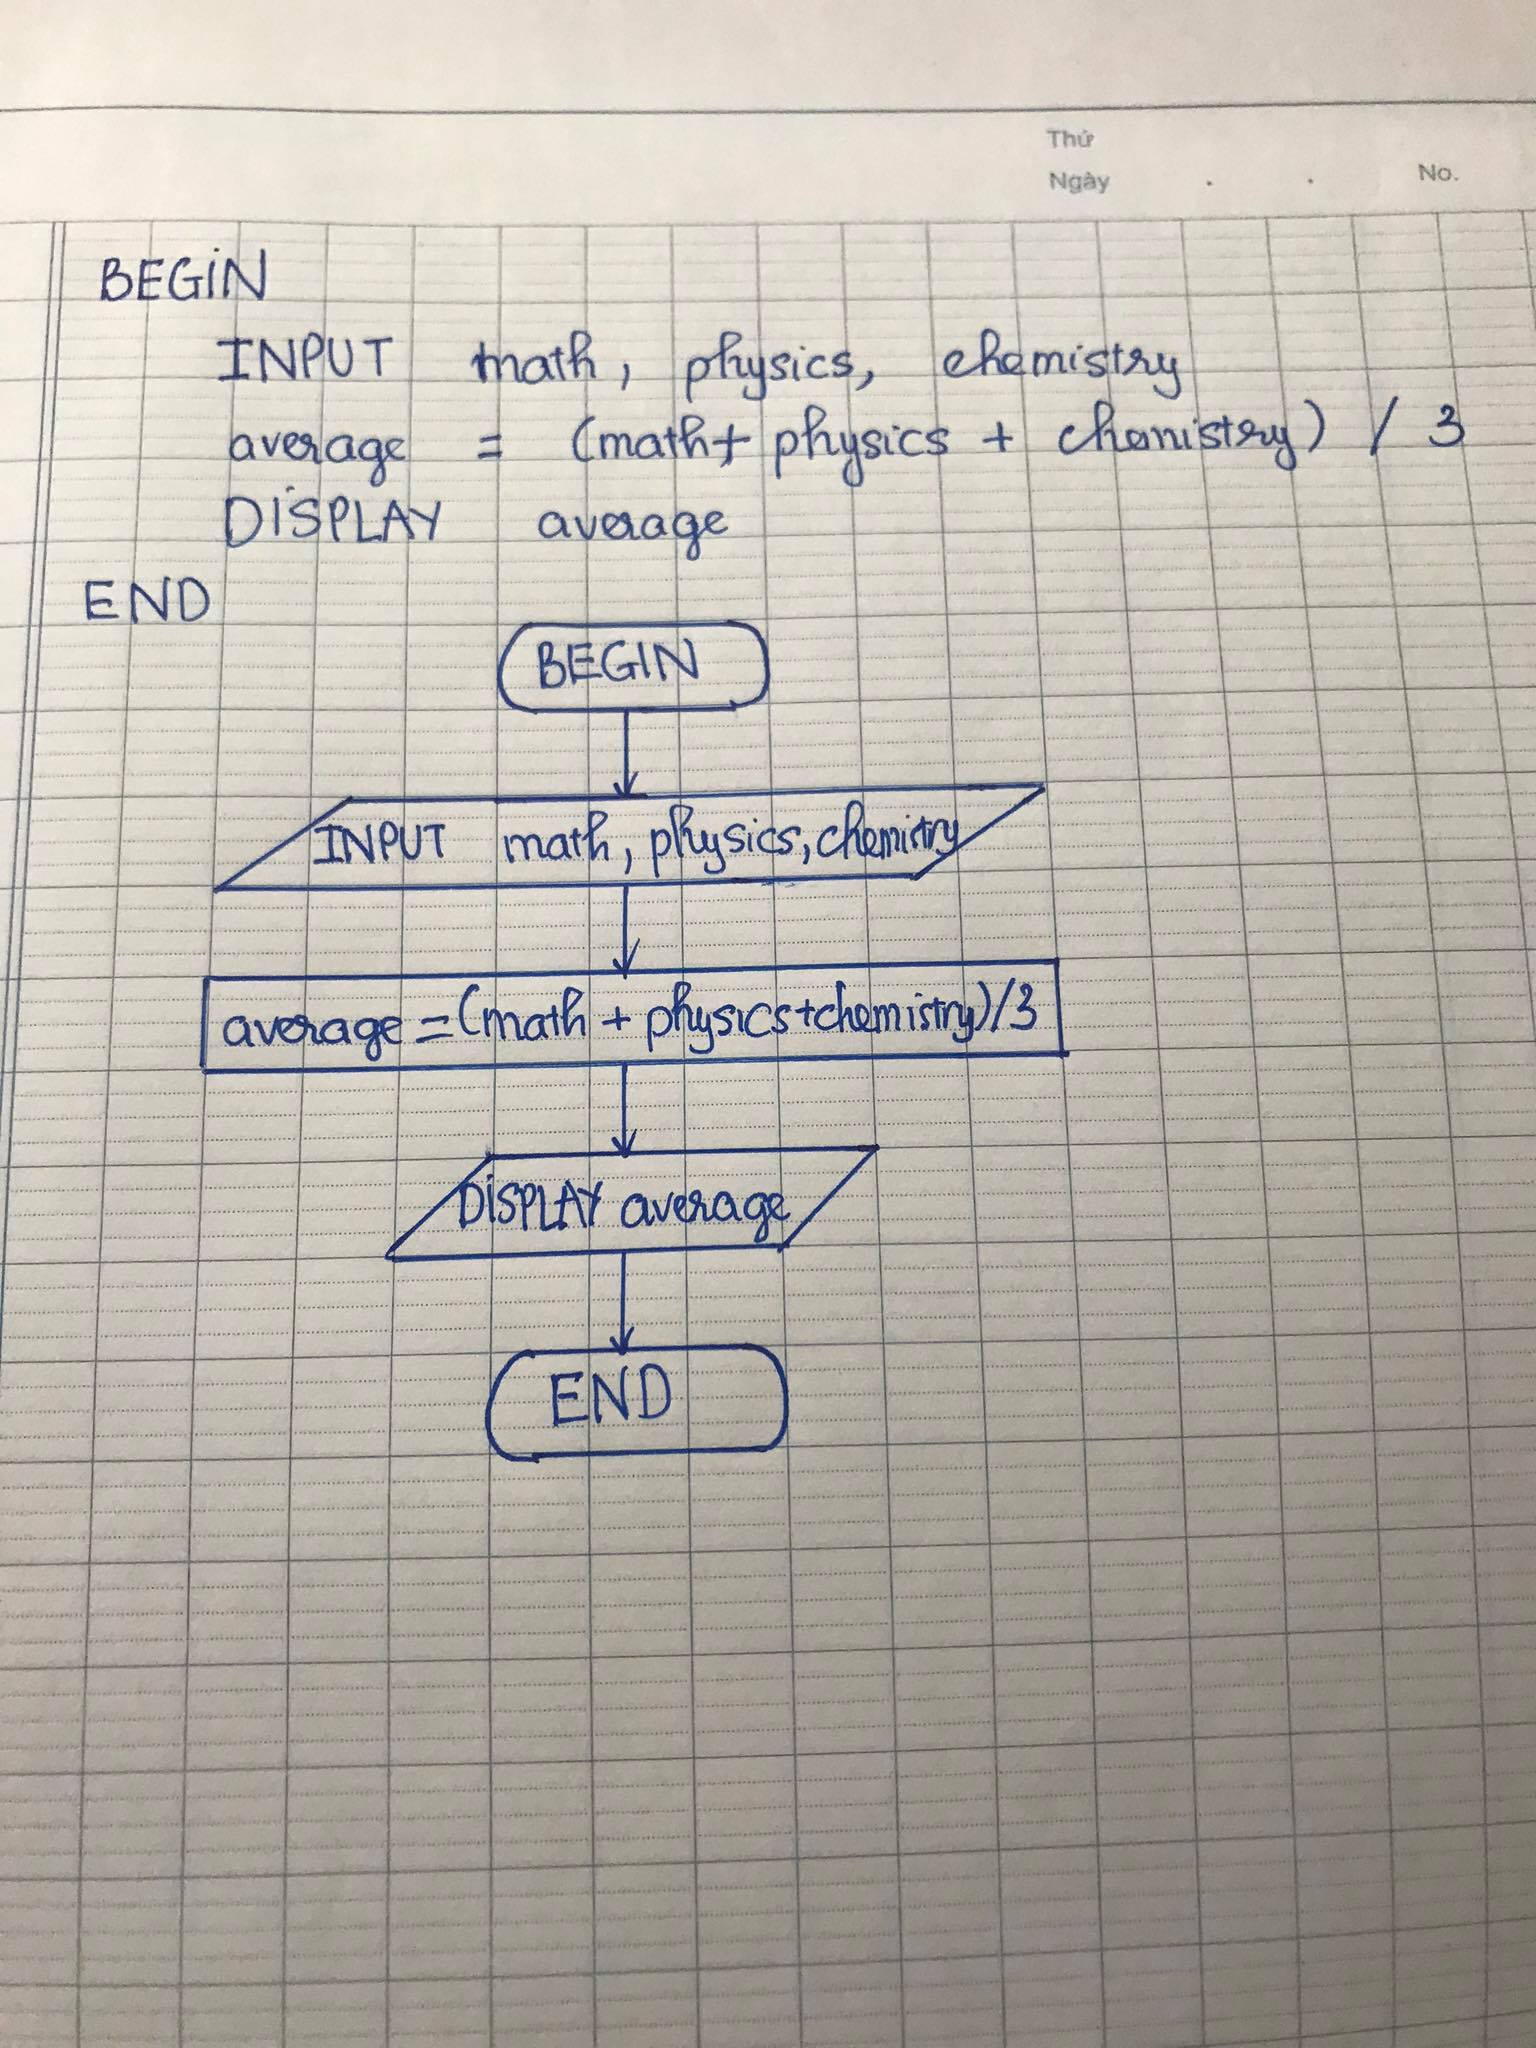 Thứ
Ngày . . No.
BEGIN
INPUT math, physics, chemistry
average = (math+ physics + chemistry) / 3
DISPLAY average
END
BEGIN
INPUT math, physics, chemistry
average = (math + physics+chemistry)/3
DISPLAY average
END